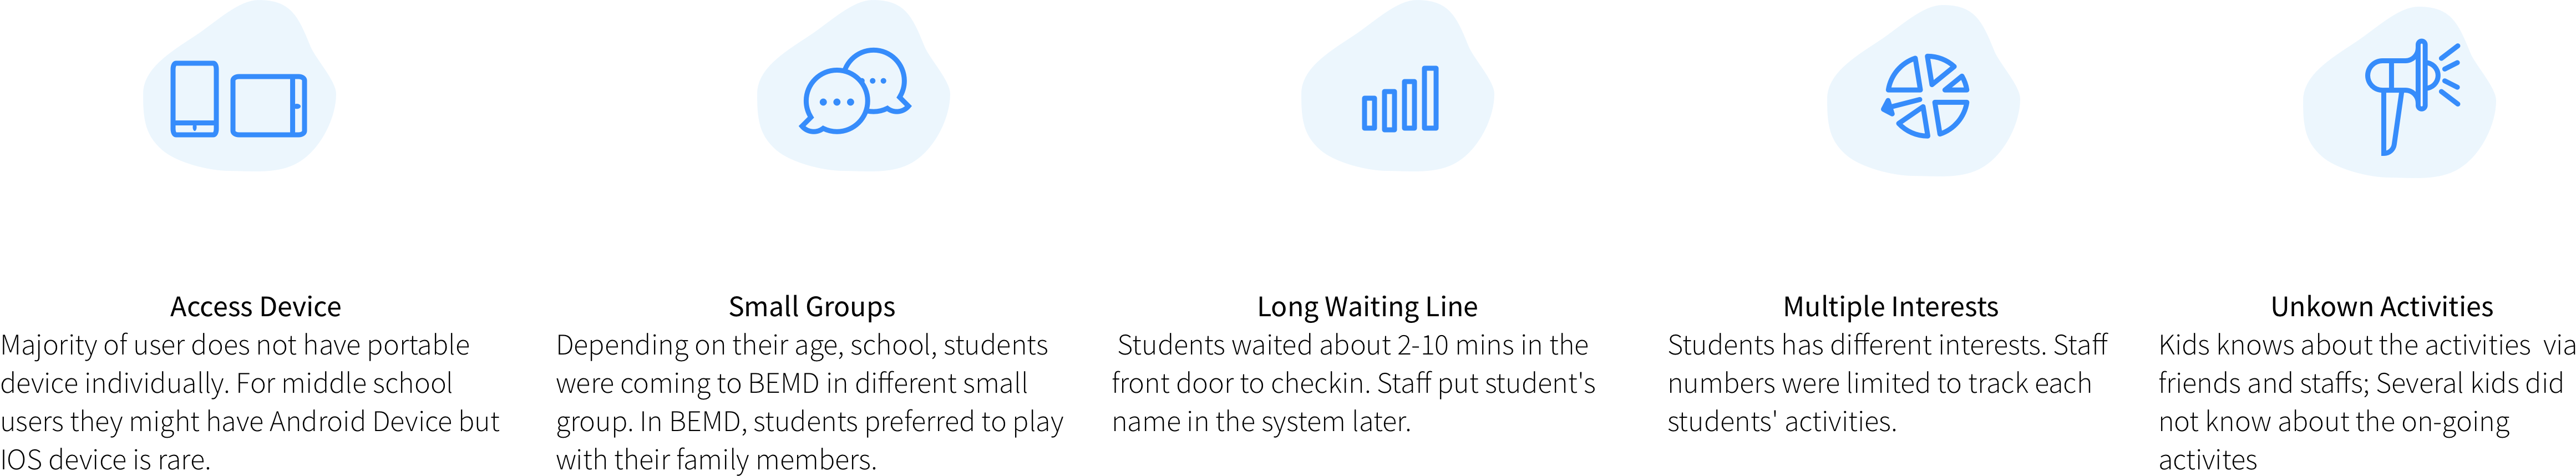 Access Device
Majority of user does not have portable
device individually. For middle school
users they might have Android Device but
IOS device is rare.
Small Groups
Depending on their age, school, students
were coming to BEMD in different small
group. In BEMD, students preferred to play
with their family members.
Long Waiting Line
Students waited about 2-10 mins in the
front door to checkin. Staff put student's
name in the system later.
Multiple Interests
Students has different interests. Staff
numbers were limited to track each
students' activities.
Unkown Activities
Kids knows about the activities  via
friends and staffs; Several kids did
not know about the on-going
activites